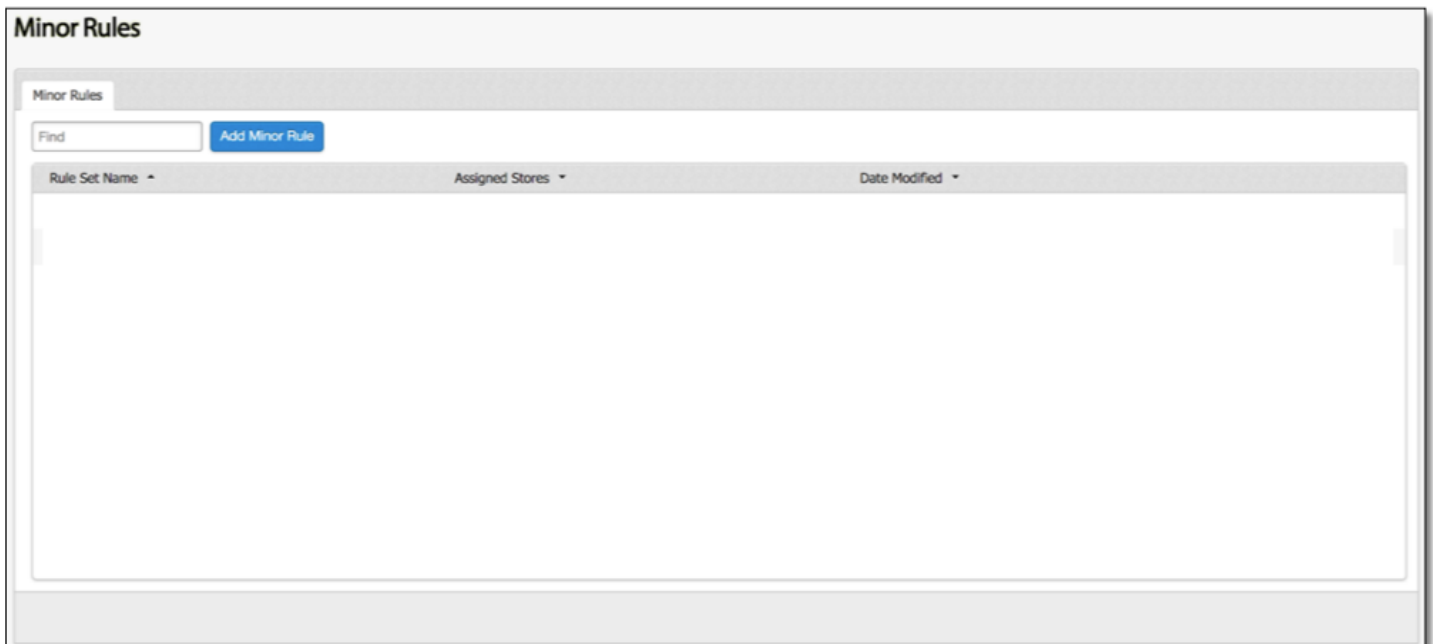 Minor Rules
Minor Rules
Find Add Minor Rule
Rule Set Name Assigned Stores Date Modified